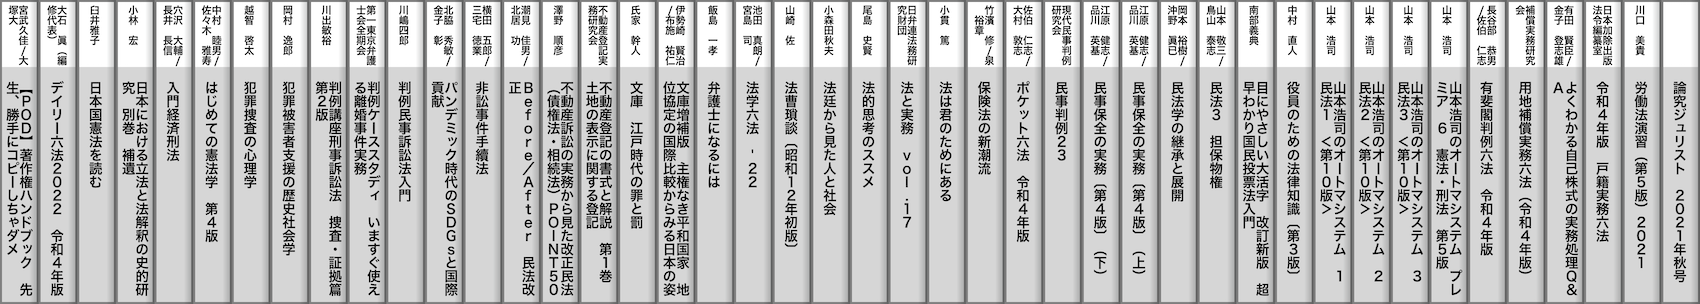 論究ジュリスト 2021年秋号
川口 美貴
労働法演習〔第5版〕2021
日本加除出版
法令編纂室
令和4年版 戸籍実務六法
有田 賢臣/
金子 登志雄
よくわかる自己株式の実務処理Q&
A
補償実務研究
会
用地補償実務六法〔令和4年版〕
長谷部 恭男
/佐伯 仁志
有斐閣判例六法 令和4年版
山本 浩司
山本浩司のオートマシステム プレ
ミア 6 憲法・刑法 第5版
山本 浩司
山本浩司のオートマシステム 3
民法3 <第10版>
山本 浩司
山本浩司のオートマシステム 2
民法2 <第10版>
山本 浩司
山本浩司のオートマシステム 1
民法1 <第10版>
中村 直人
役員のための法律知識〔第3版〕
南部義典
目にやさしい大活字 改訂新版 超
早わかり国民投票法入門
山本 敬三/
鳥山 泰志
民法3 担保物権
岡本 裕樹/
沖野 眞已
民法学の継承と展開
江原 健志/
品川 英基
民事保全の実務〔第4版〕(上)
江原 健志/
品川 英基
民事保全の実務〔第4版〕(下)
現代民事判例
研究会
民事判例23
佐伯 仁志/
大村 敦志
ポケット六法 令和4年版
竹濵 修/泉
裕章
保険法の新潮流
小貫 篤
法は君のためにある
日弁連法務研
究財団
法と実務 vol.17
尾島 史賢
法的思考のススメ
小森田秋夫
法廷から見た人と社会
山崎 佐
法曹瑣談〔昭和12年初版〕
池田 真朗/
宮島 司
法学六法 '22
飯島 一孝
弁護士になるには
伊勢﨑 賢治
/布施 祐仁
文庫増補版 主権なき平和国家 地
位協定の国際比較からみる日本の姿
氏家 幹人
文庫 江戸時代の罪と罰
不動産登記実
務研究会
不動産登記の書式と解説 第1巻
土地の表示に関する登記
澤野 順彦
不動産訴訟の実務から見た改正民法
(債権法・相続法)POINT50
潮見 佳男/
北居 功
Before/After 民法改
正
横田 五郎/
三宅 徳業
非訟事件手續法
北脇 秀敏/
金子 彰
パンデミック時代のSDGsと国際
貢献
川嶋四郎
判例民事訴訟法入門
第一東京弁護
士会全期会
判例ケーススタディ いますぐ使え
る離婚事件実務
川出敏裕
判例講座刑事訴訟法 捜査・証拠篇
第2版
岡村 逸郎
犯罪被害者支援の歴史社会学
越智 啓太
犯罪捜査の心理学
中村 睦男/
佐々木 雅寿
はじめての憲法学 第4版
穴沢 大輔/
長井 長信
入門経済刑法
小林 宏
日本における立法と法解釈の史的研
究 別巻 補遺
臼井雅子
日本国憲法を読む
大石 眞(編
修代表)
デイリー六法2022 令和4年版
宮武久佳/大
塚大
【POD】著作権ハンドブック 先
生、勝手にコピーしちゃダメ